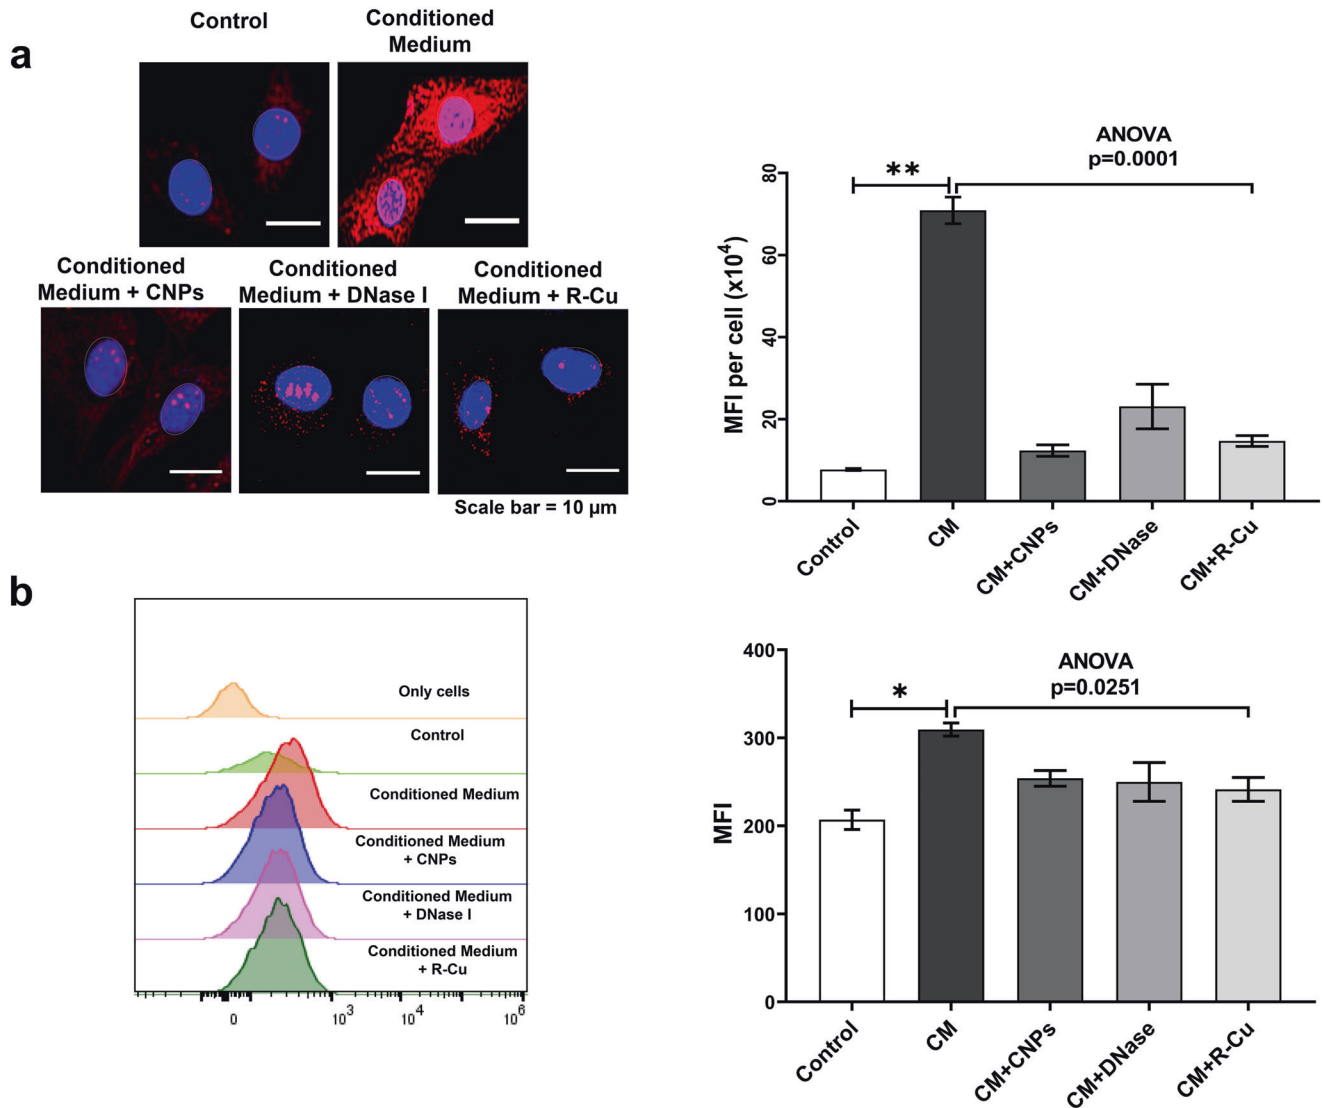 a
Control
Conditioned
Medium
Conditioned
Medium + CNPs
Conditioned
Medium + DNase I
Conditioned
Medium + R-Cu
Scale bar = 10 µm
ANOVA
p=0.0001
**
MFI per cell (x10⁴)
80
60
40
20
0
Control
CM
CM+CNPs
CM+DNase
CM+R-Cu
b
Only cells
Control
Conditioned Medium
Conditioned Medium
+ CNPs
Conditioned Medium
+ DNase I
Conditioned Medium
+ R-Cu
0
10³
10⁴
10⁶
ANOVA
p=0.0251
*
MFI
400
300
200
100
0
Control
CM
CM+CNPs
CM+DNase
CM+R-Cu